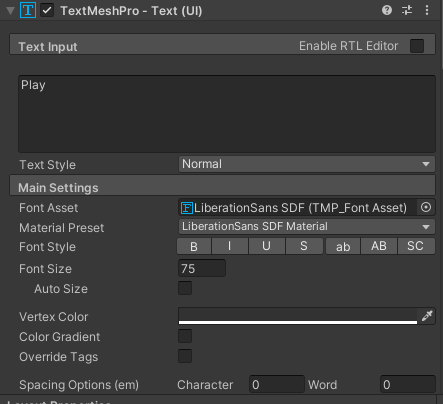 TextMeshPro - Text (UI)
Text Input Enable RTL Editor
Play
Text Style Normal
Main Settings
Font Asset LiberationSans SDF (TMP_Font Asset)
Material Preset LiberationSans SDF Material
Font Style B I U S ab AB SC
Font Size 75
Auto Size
Vertex Color
Color Gradient
Override Tags
Spacing Options (em) Character 0 Word 0
Layout Properties